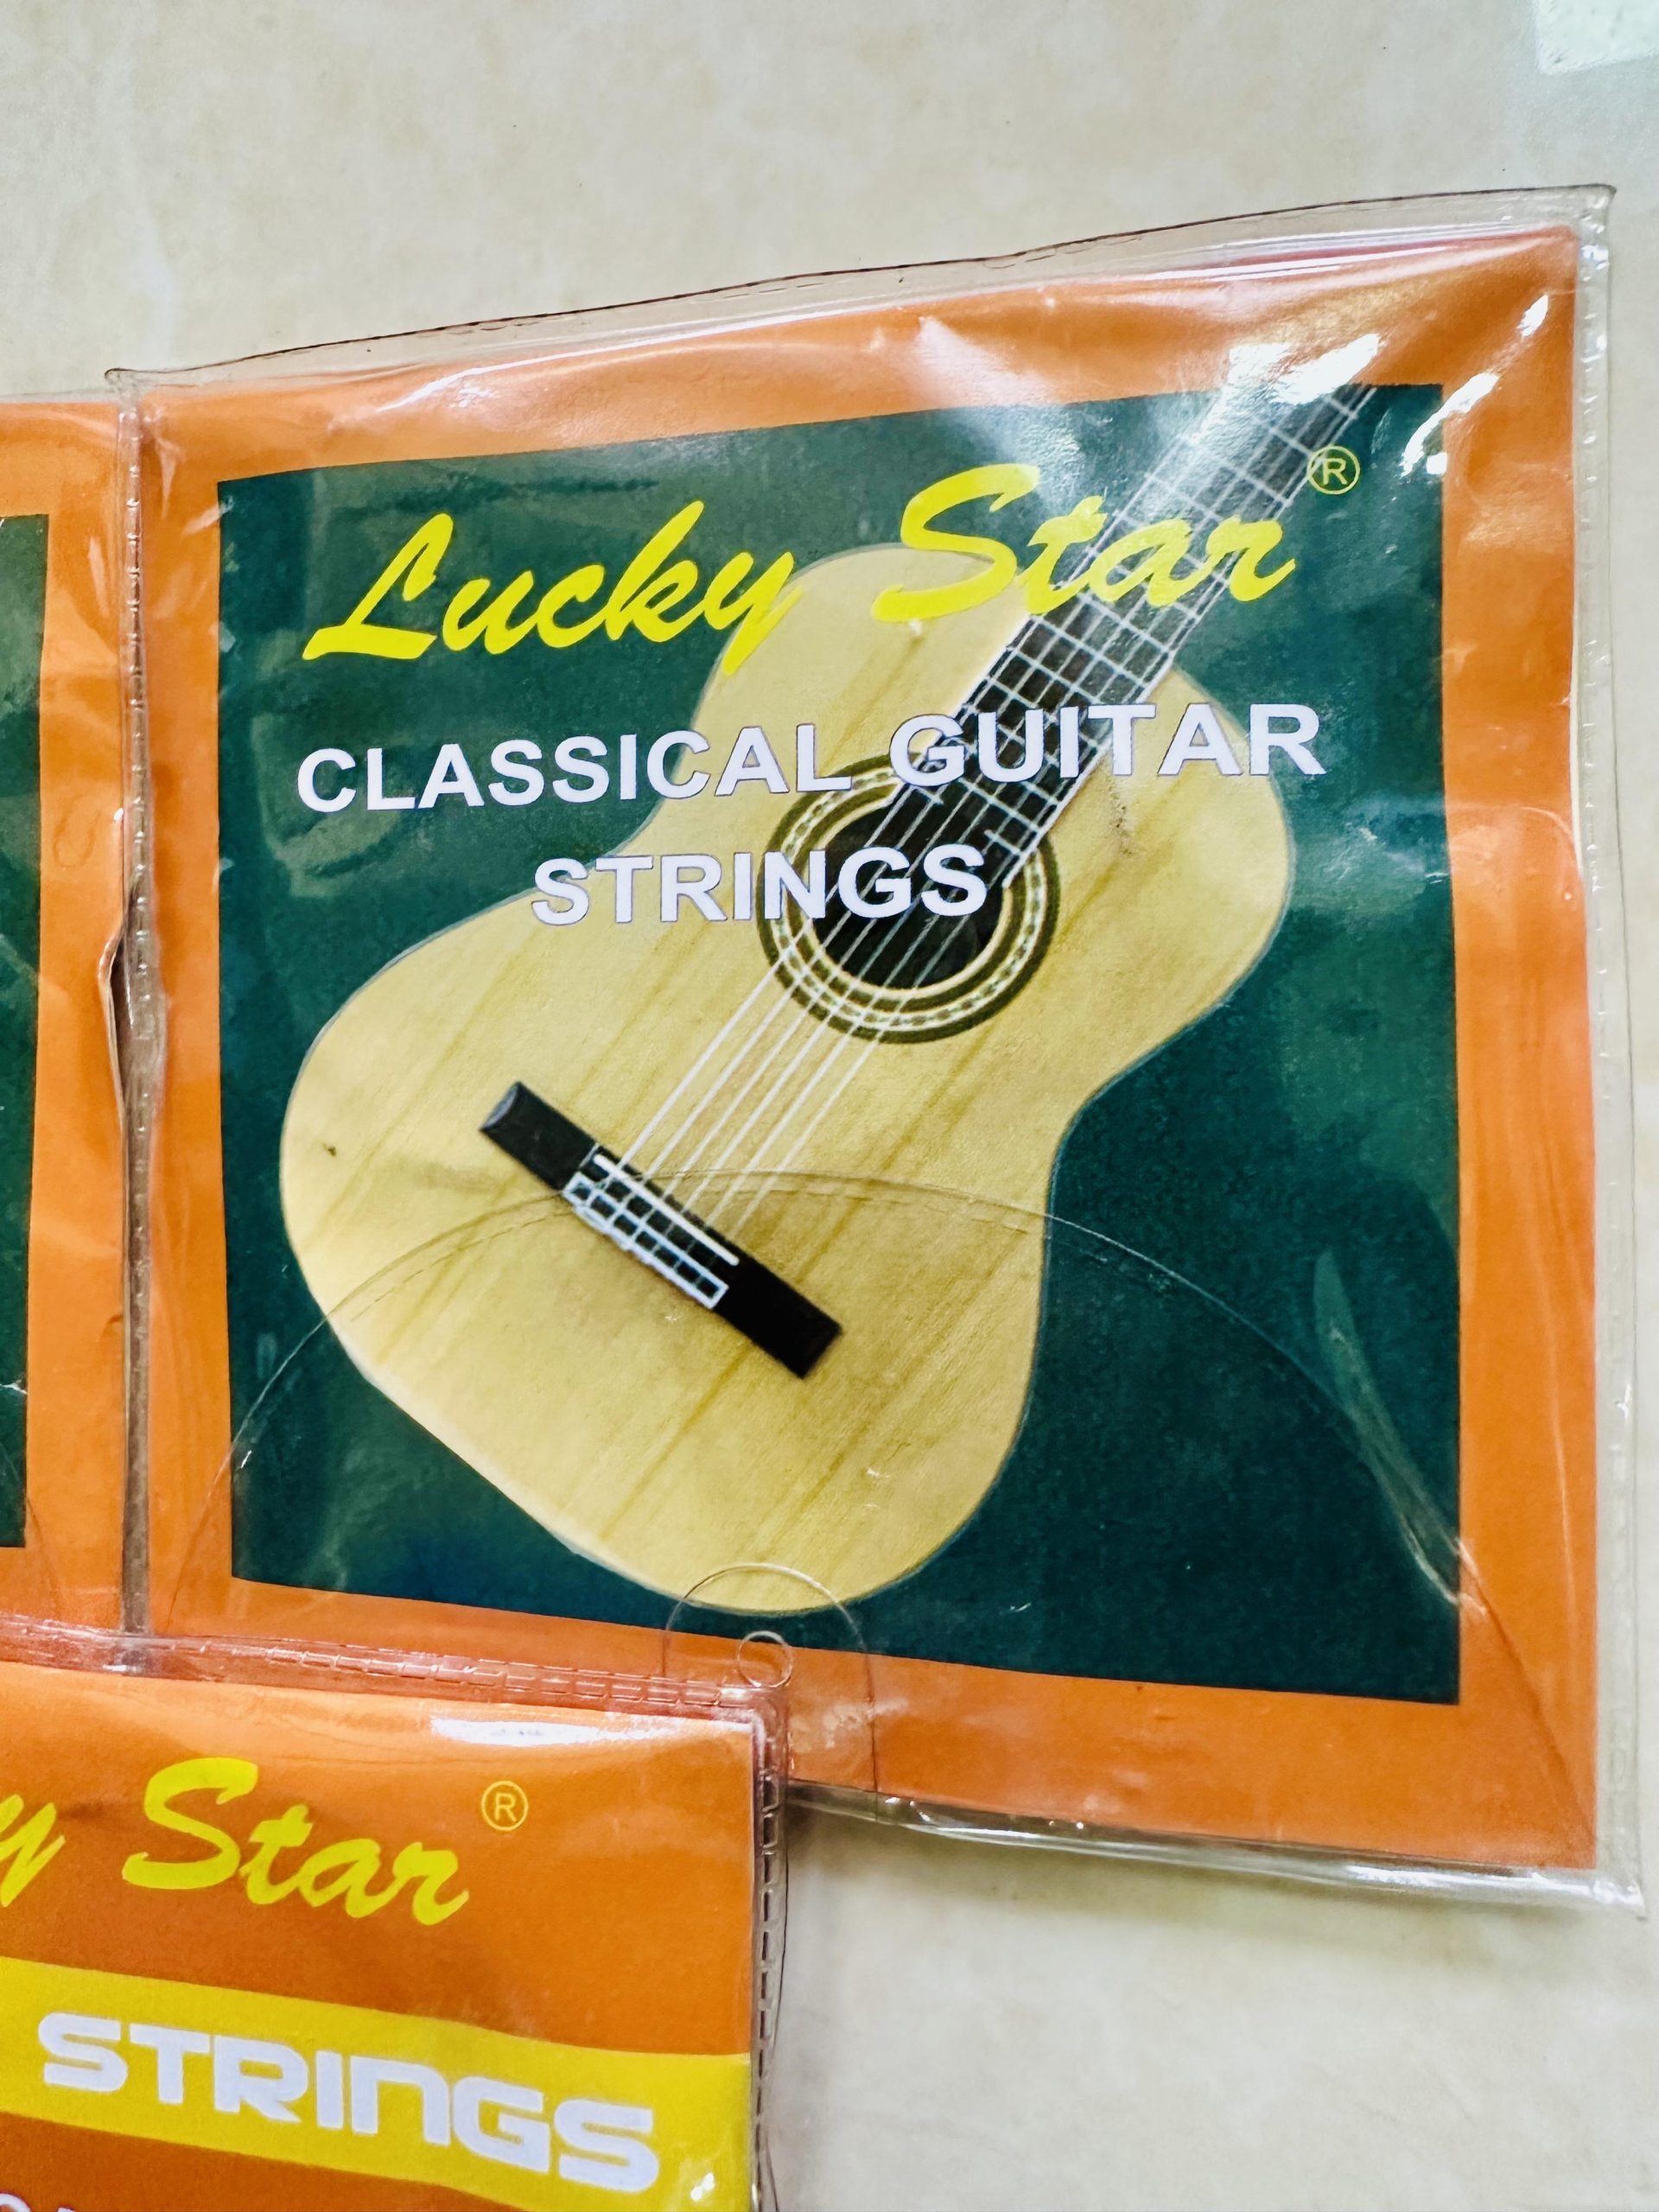 Lucky Star ®
CLASSICAL GUITAR
STRINGS
Star ®
STRINGS